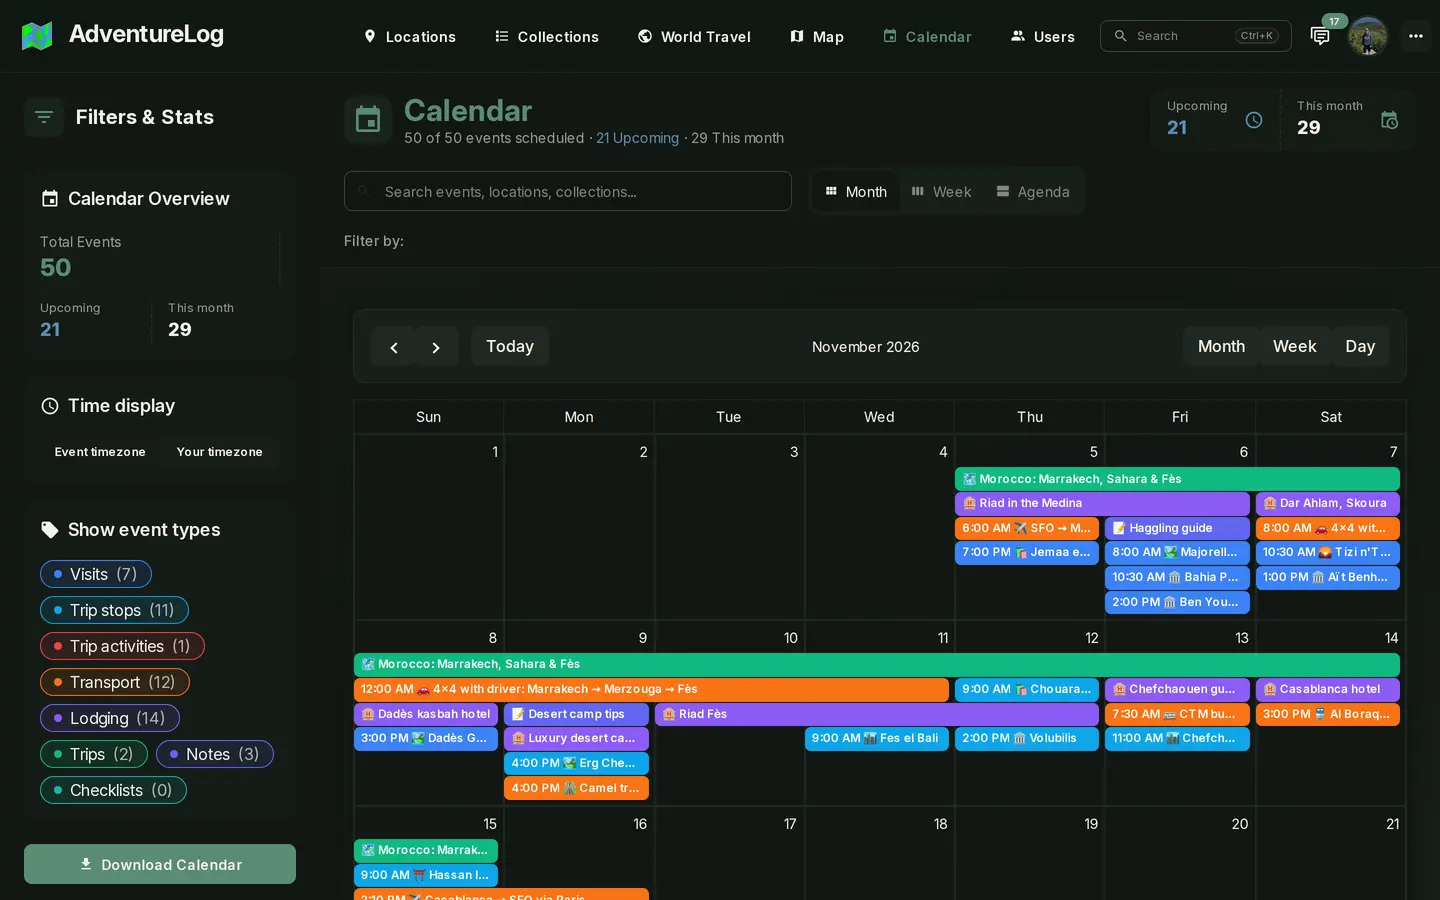 AdventureLog
Locations
Collections
World Travel
Map
Calendar
Users
Search
Ctrl+K
17
Filters & Stats
Calendar
50 of 50 events scheduled · 21 Upcoming · 29 This month
Upcoming
21
This month
29
Calendar Overview
Total Events
50
Upcoming
21
This month
29
Search events, locations, collections...
Month
Week
Agenda
Filter by:
Time display
Event timezone
Your timezone
Show event types
Visits (7)
Trip stops (11)
Trip activities (1)
Transport (12)
Lodging (14)
Trips (2)
Notes (3)
Checklists (0)
Download Calendar
Today
November 2026
Month
Week
Day
Sun
Mon
Tue
Wed
Thu
Fri
Sat
1
2
3
4
5
6
7
Morocco: Marrakech, Sahara & Fès
Riad in the Medina
Dar Ahlam, Skoura
6:00 AM SFO → M...
Haggling guide
8:00 AM 4×4 wit...
7:00 PM Jemaa e...
8:00 AM Majorell...
10:30 AM Tizi n'T...
10:30 AM Bahia P...
1:00 PM Aït Benh...
2:00 PM Ben You...
8
9
10
11
12
13
14
Morocco: Marrakech, Sahara & Fès
12:00 AM 4×4 with driver: Marrakech → Merzouga → Fès
9:00 AM Chouara...
Chefchaouen gu...
Casablanca hotel
Dadès kasbah hotel
Desert camp tips
Riad Fès
7:30 AM CTM bu...
3:00 PM Al Boraq...
3:00 PM Dadès G...
Luxury desert ca...
9:00 AM Fes el Bali
2:00 PM Volubilis
11:00 AM Chefch...
4:00 PM Erg Che...
4:00 PM Camel tr...
15
16
17
18
19
20
21
Morocco: Marrak...
9:00 AM Hassan I...
2:10 PM Casablanca → SFO via Paris